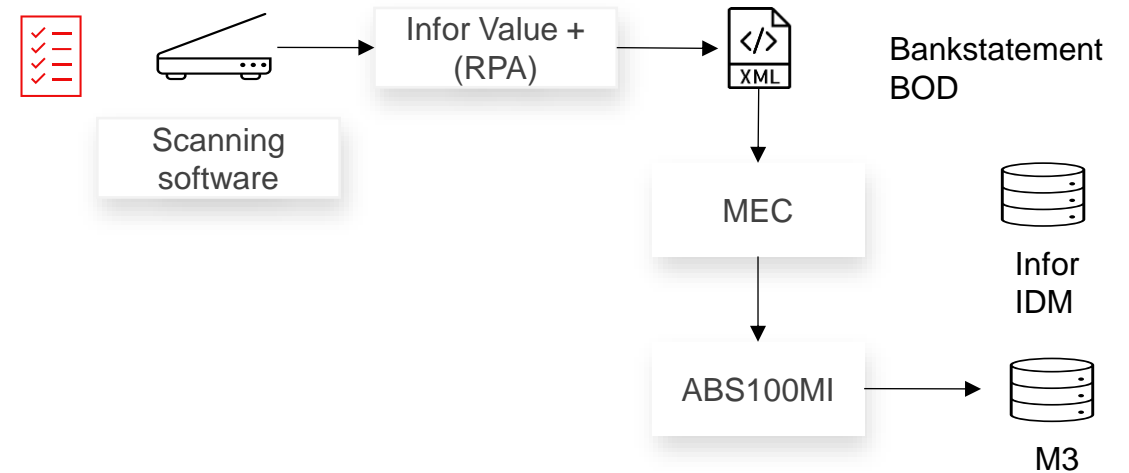 Infor Value +
(RPA)
</>
XML
Bankstatement
BOD
Scanning
software
MEC
Infor
IDM
ABS100MI
M3